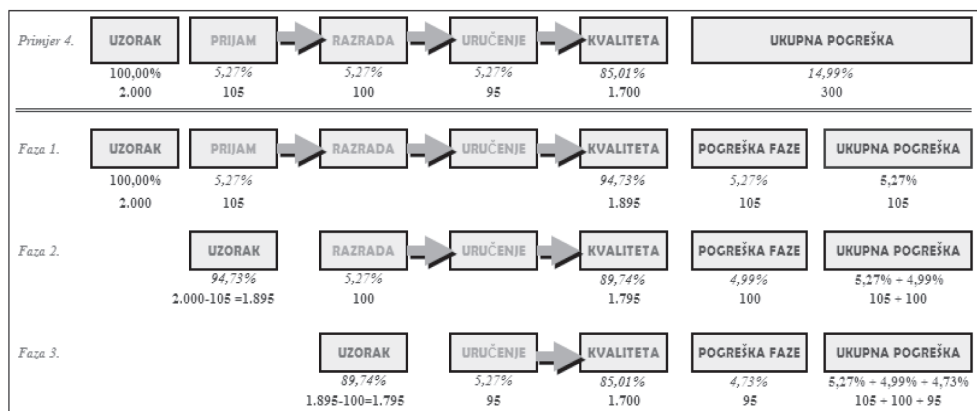 Primjer 4. UZORAK PRIJAM RAZRADA URUČENJE KVALITETA UKUPNA POGREŠKA
100,00% 5,27% 5,27% 5,27% 85,01% 14,99%
2.000 105 100 95 1.700 300
Faza 1. UZORAK PRIJAM RAZRADA URUČENJE KVALITETA POGREŠKA FAZE UKUPNA POGREŠKA
100,00% 5,27% 94,73% 5,27% 5,27%
2.000 105 1.895 105 105
Faza 2. UZORAK RAZRADA URUČENJE KVALITETA POGREŠKA FAZE UKUPNA POGREŠKA
94,73% 5,27% 89,74% 4,99% 5,27% + 4,99%
2.000-105 =1.895 100 1.795 100 105 + 100
Faza 3. UZORAK URUČENJE KVALITETA POGREŠKA FAZE UKUPNA POGREŠKA
89,74% 5,27% 85,01% 4,73% 5,27% + 4,99% + 4,73%
1.895-100=1.795 95 1.700 95 105 + 100 + 95